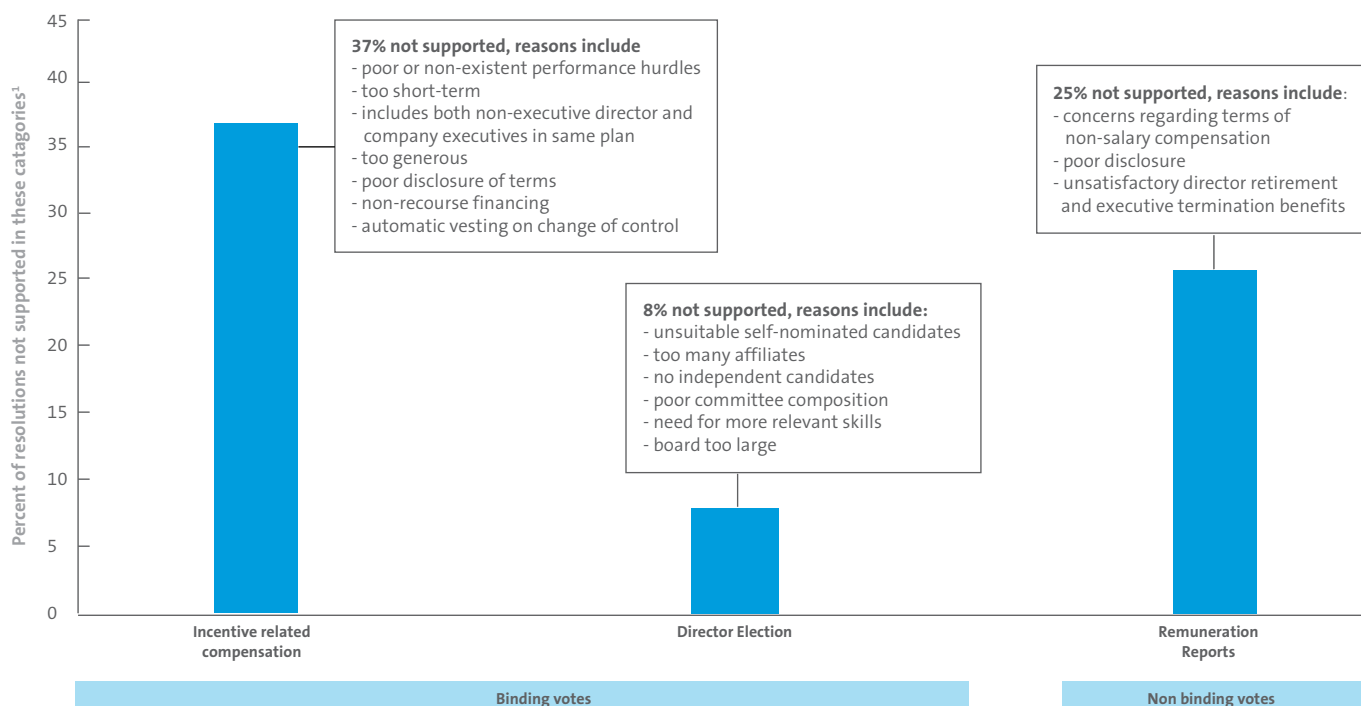 Percent of resolutions not supported in these catagories¹
45
40
35
30
25
20
15
10
5
0
37% not supported, reasons include
- poor or non-existent performance hurdles
- too short-term
- includes both non-executive director and
company executives in same plan
- too generous
- poor disclosure of terms
- non-recourse financing
- automatic vesting on change of control
8% not supported, reasons include:
- unsuitable self-nominated candidates
- too many affiliates
- no independent candidates
- poor committee composition
- need for more relevant skills
- board too large
25% not supported, reasons include:
- concerns regarding terms of
non-salary compensation
- poor disclosure
- unsatisfactory director retirement
and executive termination benefits
Incentive related
compensation
Director Election
Remuneration
Reports
Binding votes
Non binding votes